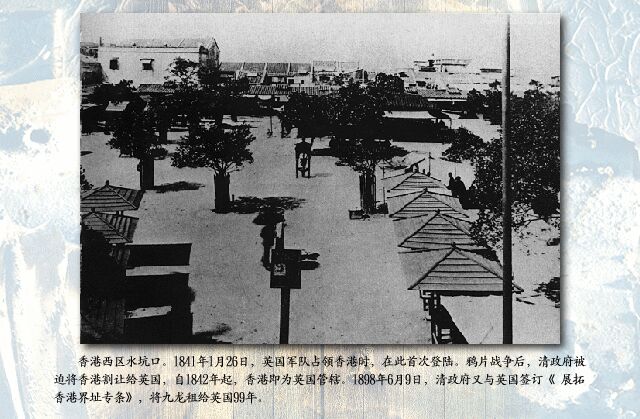 香港西区水坑口。1841年1月26日，英国军队占领香港时，在此首次登陆。鸦片战争后，清政府被
迫将香港割让给英国，自1842年起，香港即为英国管辖。1898年6月9日，清政府又与英国签订《 展拓
香港界址专条》，将九龙租给英国99年。